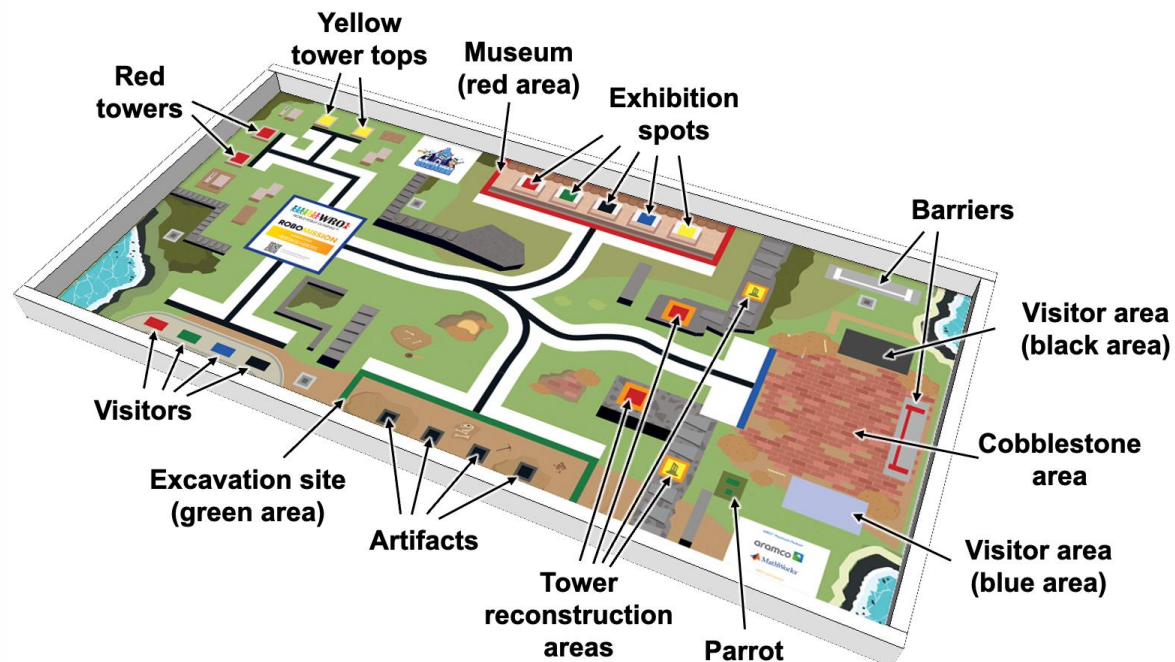 Yellow
tower tops
Museum
(red area)
Red
towers
Exhibition
spots
Barriers
WRO
ROBOMISSION
Visitor area
(black area)
Visitors
Cobblestone
area
Excavation site
(green area)
Artifacts
aramco
MathWorks
Visitor area
(blue area)
Tower
reconstruction
areas
Parrot